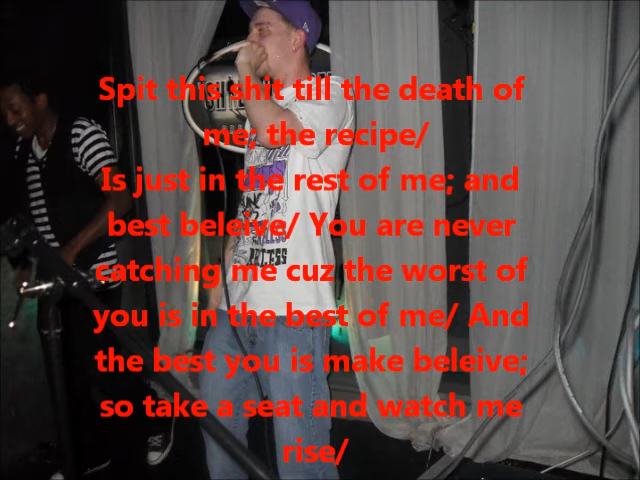 Spit this shit till the death of
me; the recipe/
Is just in the rest of me; and
best beleive/ You are never
catching me cuz the worst of
you is in the best of me/ And
the best you is make beleive;
so take a seat and watch me
rise/